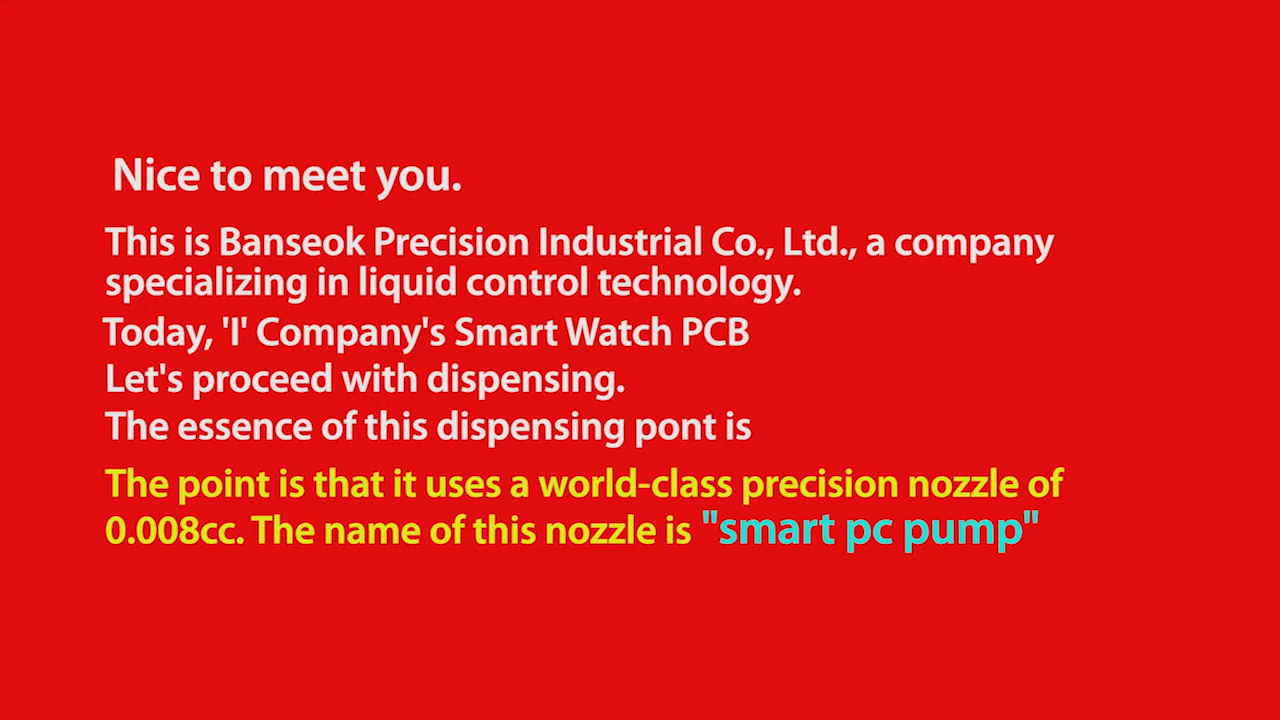 Nice to meet you.
This is Banseok Precision Industrial Co., Ltd., a company
specializing in liquid control technology.
Today, 'I' Company's Smart Watch PCB
Let's proceed with dispensing.
The essence of this dispensing pont is
The point is that it uses a world-class precision nozzle of
0.008cc. The name of this nozzle is "smart pc pump"